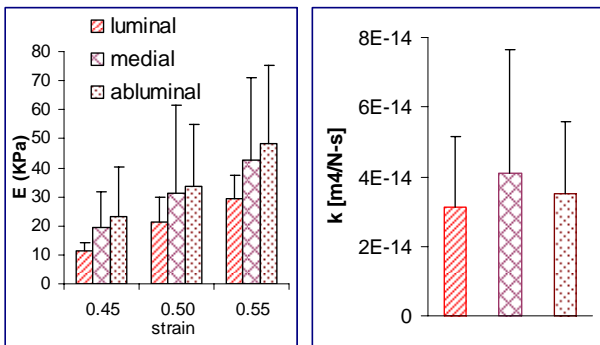 luminal
medial
abluminal
80
70
60
50
40
30
20
10
0
E (KPa)
0.45 0.50 0.55
strain
8E-14
6E-14
4E-14
2E-14
0
k [m4/N-s]